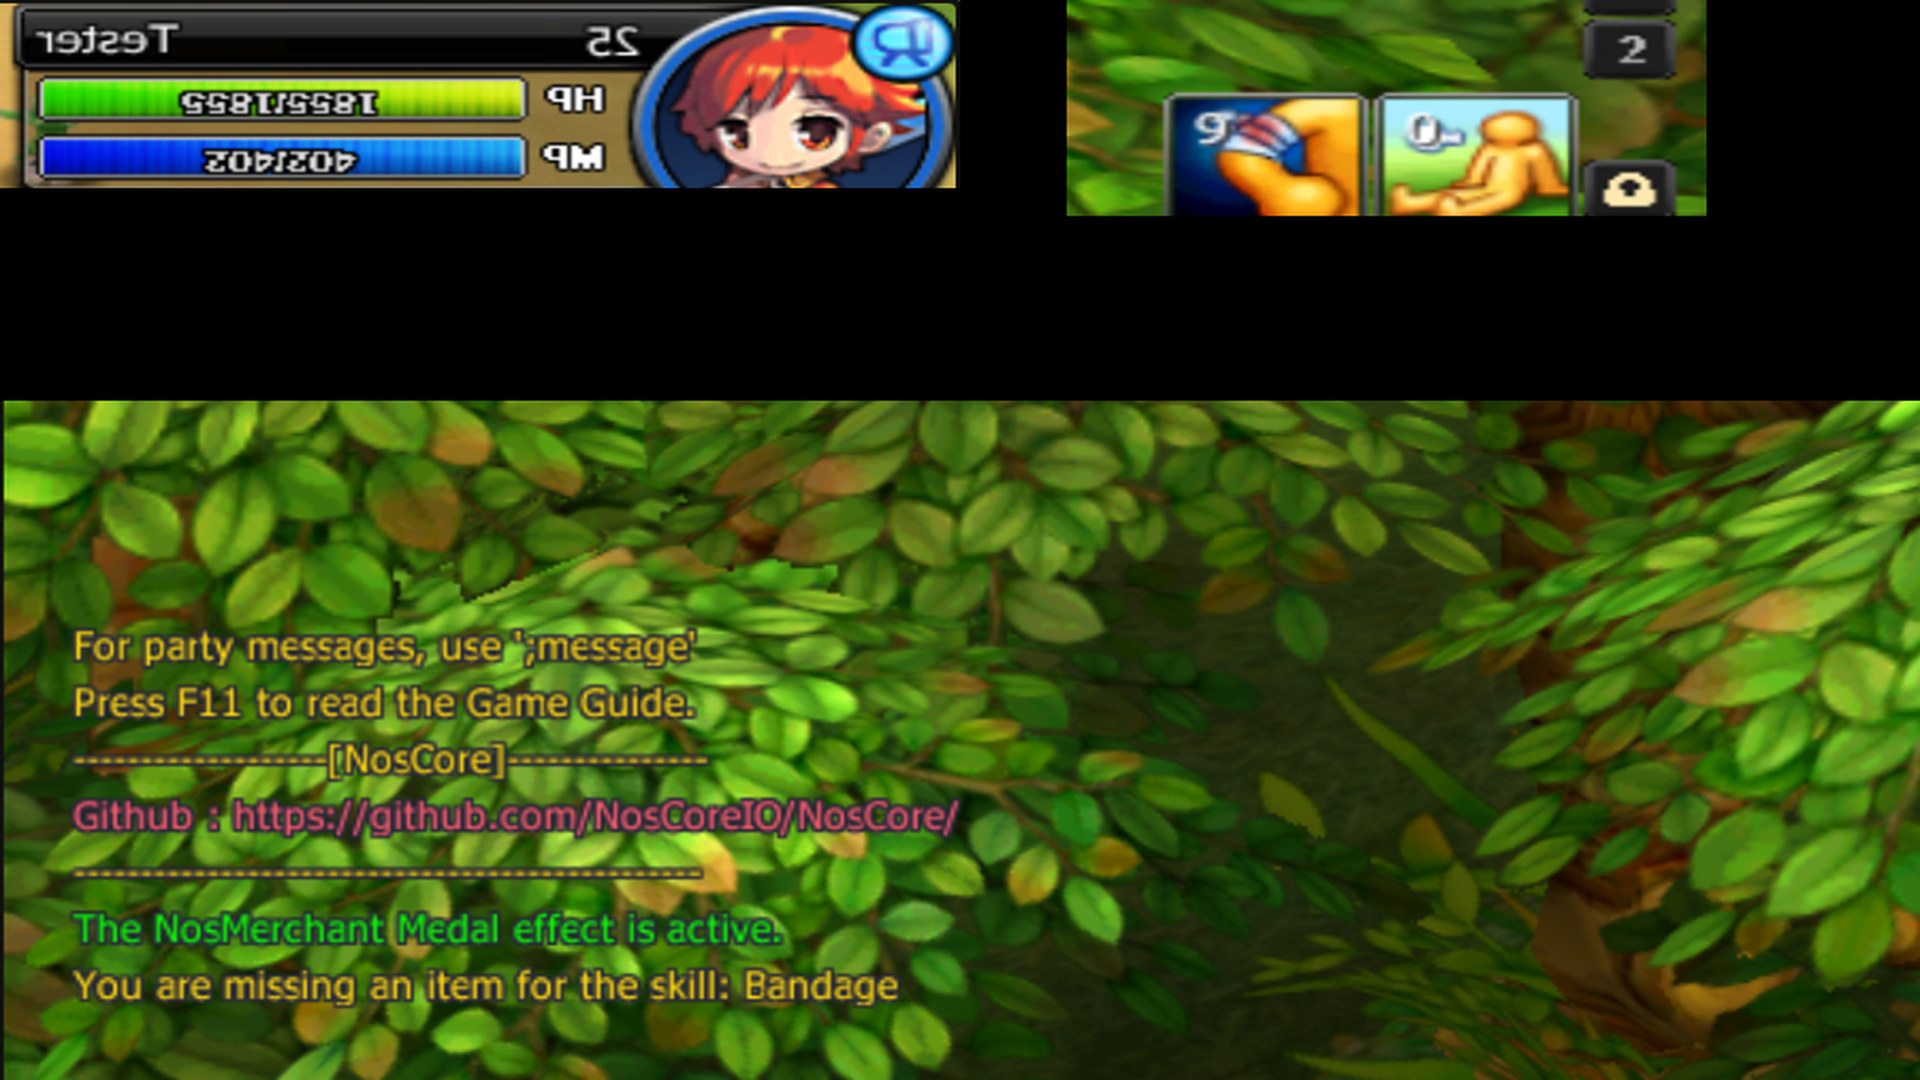 Tester 25
1855/1855 HP
402/402 MP
2
9 0
For party messages, use ';message'
Press F11 to read the Game Guide.
-------------------[NosCore]---------------
Github : https://github.com/NosCoreIO/NosCore/
-----------------------------------------------
The NosMerchant Medal effect is active.
You are missing an item for the skill: Bandage